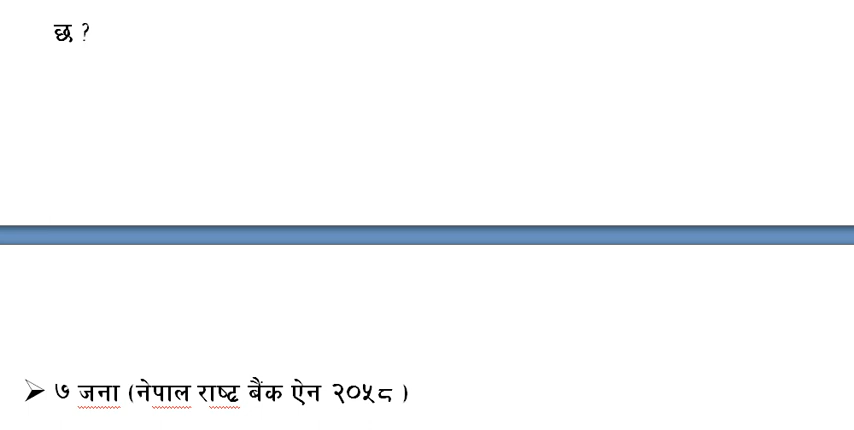 छ ?
७ जना (नेपाल राष्ट बैंक ऐन २०५८ )